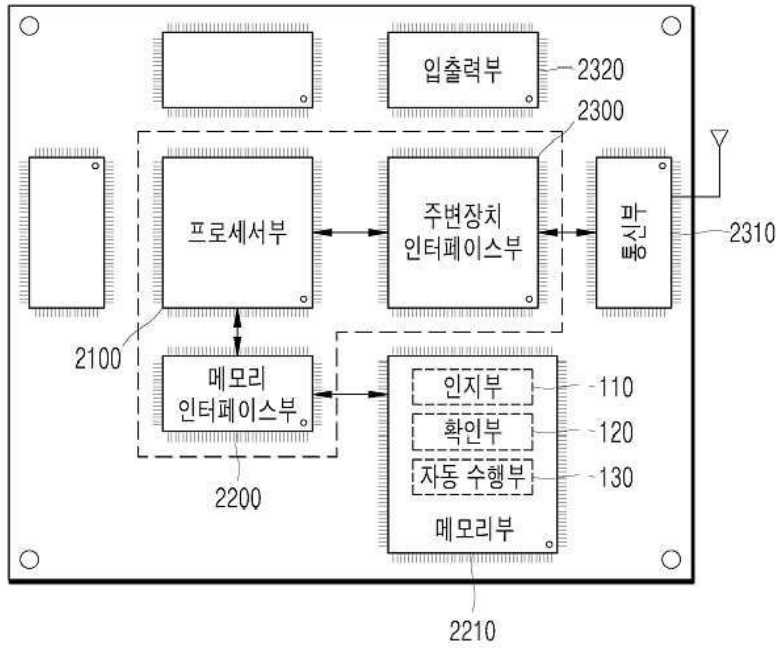 입출력부
2320
2300
프로세서부
주변장치
인터페이스부
통신부
2310
2100
메모리
인터페이스부
2200
인지부
110
확인부
120
자동 수행부
130
메모리부
2210